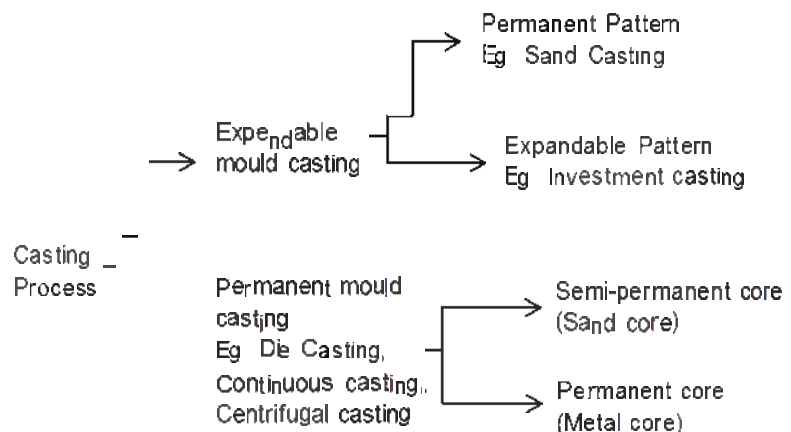 Permanent Pattern
Eg Sand Casting
Expendable
mould casting
Expandable Pattern
Eg Investment casting
Casting
Process
Permanent mould
casting
Eg Die Casting,
Continuous casting,
Centrifugal casting
Semi-permanent core
(Sand core)
Permanent core
(Metal core)